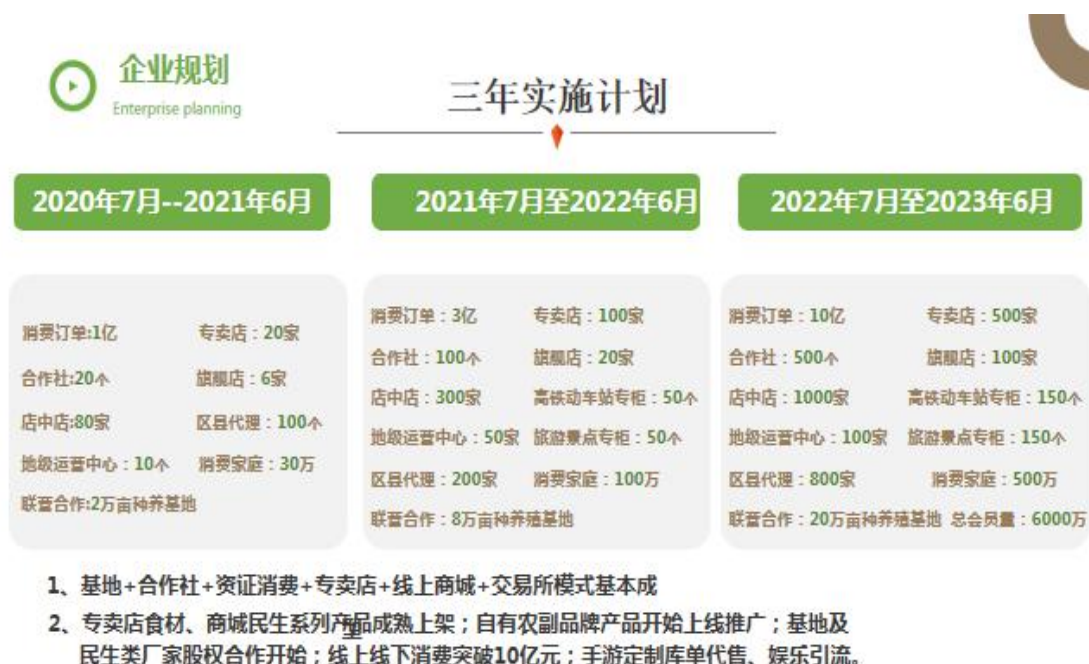 企业规划
Enterprise planning
三年实施计划
2020年7月--2021年6月
消费订单:1亿 专卖店：20家
合作社:20个 旗舰店：6家
店中店:80家 区县代理：100个
地级运营中心：10个 消费家庭：30万
联营合作:2万亩种养基地
2021年7月至2022年6月
消费订单：3亿 专卖店：100家
合作社：100个 旗舰店：20家
店中店：300家 高铁动车站专柜：50个
地级运营中心：50家 旅游景点专柜：50个
区县代理：200家 消费家庭：100万
联营合作：8万亩种养殖基地
2022年7月至2023年6月
消费订单：10亿 专卖店：500家
合作社：500个 旗舰店：100家
店中店：1000家 高铁动车站专柜：150个
地级运营中心：100家 旅游景点专柜：150个
区县代理：800家 消费家庭：500万
联营合作：20万亩种养殖基地 总会员量：6000万
1、基地+合作社+资证消费+专卖店+线上商城+交易所模式基本成
型
2、专卖店食材、商城民生系列产品成熟上架；自有农副品牌产品开始上线推广；基地及
民生类厂家股权合作开始；线上线下消费突破10亿元；手游定制库单代售、娱乐引流。